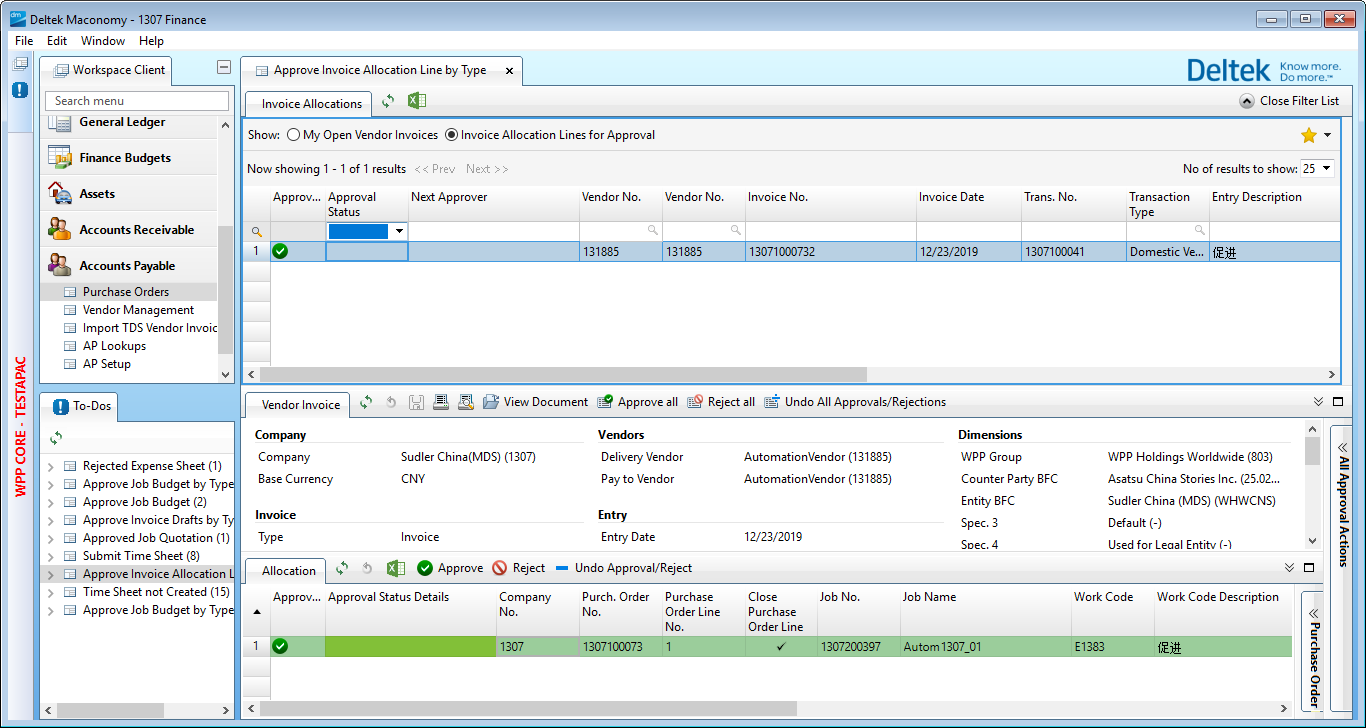 Deltek Maconomy - 1307 Finance
File Edit Window Help
Workspace Client
Search menu
General Ledger
Finance Budgets
Assets
Accounts Receivable
Accounts Payable
Purchase Orders
Vendor Management
Import TDS Vendor Invoic
AP Lookups
AP Setup
WPP CORE - TESTAPAC
To-Dos
Rejected Expense Sheet (1)
Approve Job Budget by Type
Approve Job Budget (2)
Approve Invoice Drafts by Ty
Approved Job Quotation (1)
Submit Time Sheet (8)
Approve Invoice Allocation L
Time Sheet not Created (15)
Approve Job Budget by Type
Approve Invoice Allocation Line by Type
Deltek Know more. Do more.™
Invoice Allocations
Close Filter List
Show: My Open Vendor Invoices Invoice Allocation Lines for Approval
Now showing 1 - 1 of 1 results << Prev Next >>
No of results to show: 25
Approv... Approval Status Next Approver Vendor No. Vendor No. Invoice No. Invoice Date Trans. No. Transaction Type Entry Description
1 131885 131885 13071000732 12/23/2019 1307100041 Domestic Ve... 促进
Vendor Invoice View Document Approve all Reject all Undo All Approvals/Rejections
Company
Company Sudler China(MDS) (1307)
Base Currency CNY
Invoice
Type Invoice
Vendors
Delivery Vendor AutomationVendor (131885)
Pay to Vendor AutomationVendor (131885)
Entry
Entry Date 12/23/2019
Dimensions
WPP Group WPP Holdings Worldwide (803)
Counter Party BFC Asatsu China Stories Inc. (25.02...
Entity BFC Sudler China (MDS) (WHWCNS)
Spec. 3 Default (-)
Spec. 4 Used for Legal Entity (-)
All Approval Actions
Allocation Approve Reject Undo Approval/Reject
Approv... Approval Status Details Company No. Purch. Order No. Purchase Order Line No. Close Purchase Order Line Job No. Job Name Work Code Work Code Description
1 1307 1307100073 1 ✓ 1307200397 Autom1307_01 E1383 促进
Purchase Order